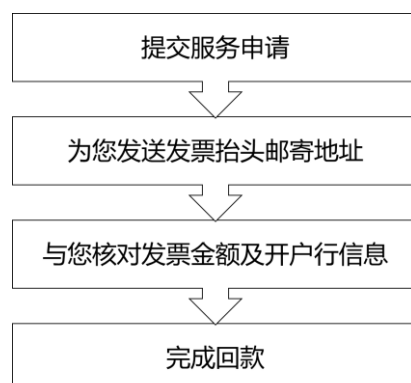 提交服务申请
为您发送发票抬头邮寄地址
与您核对发票金额及开户行信息
完成回款